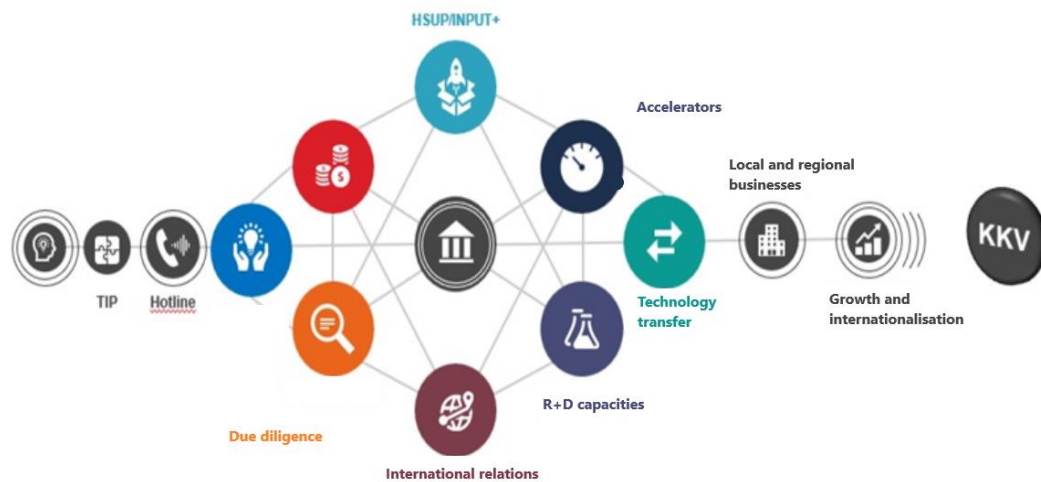 HSUP/INPUT+
Accelerators
Local and regional
businesses
KKV
TIP
Hotline
Technology
transfer
Growth and
internationalisation
R+D capacities
Due diligence
International relations
$